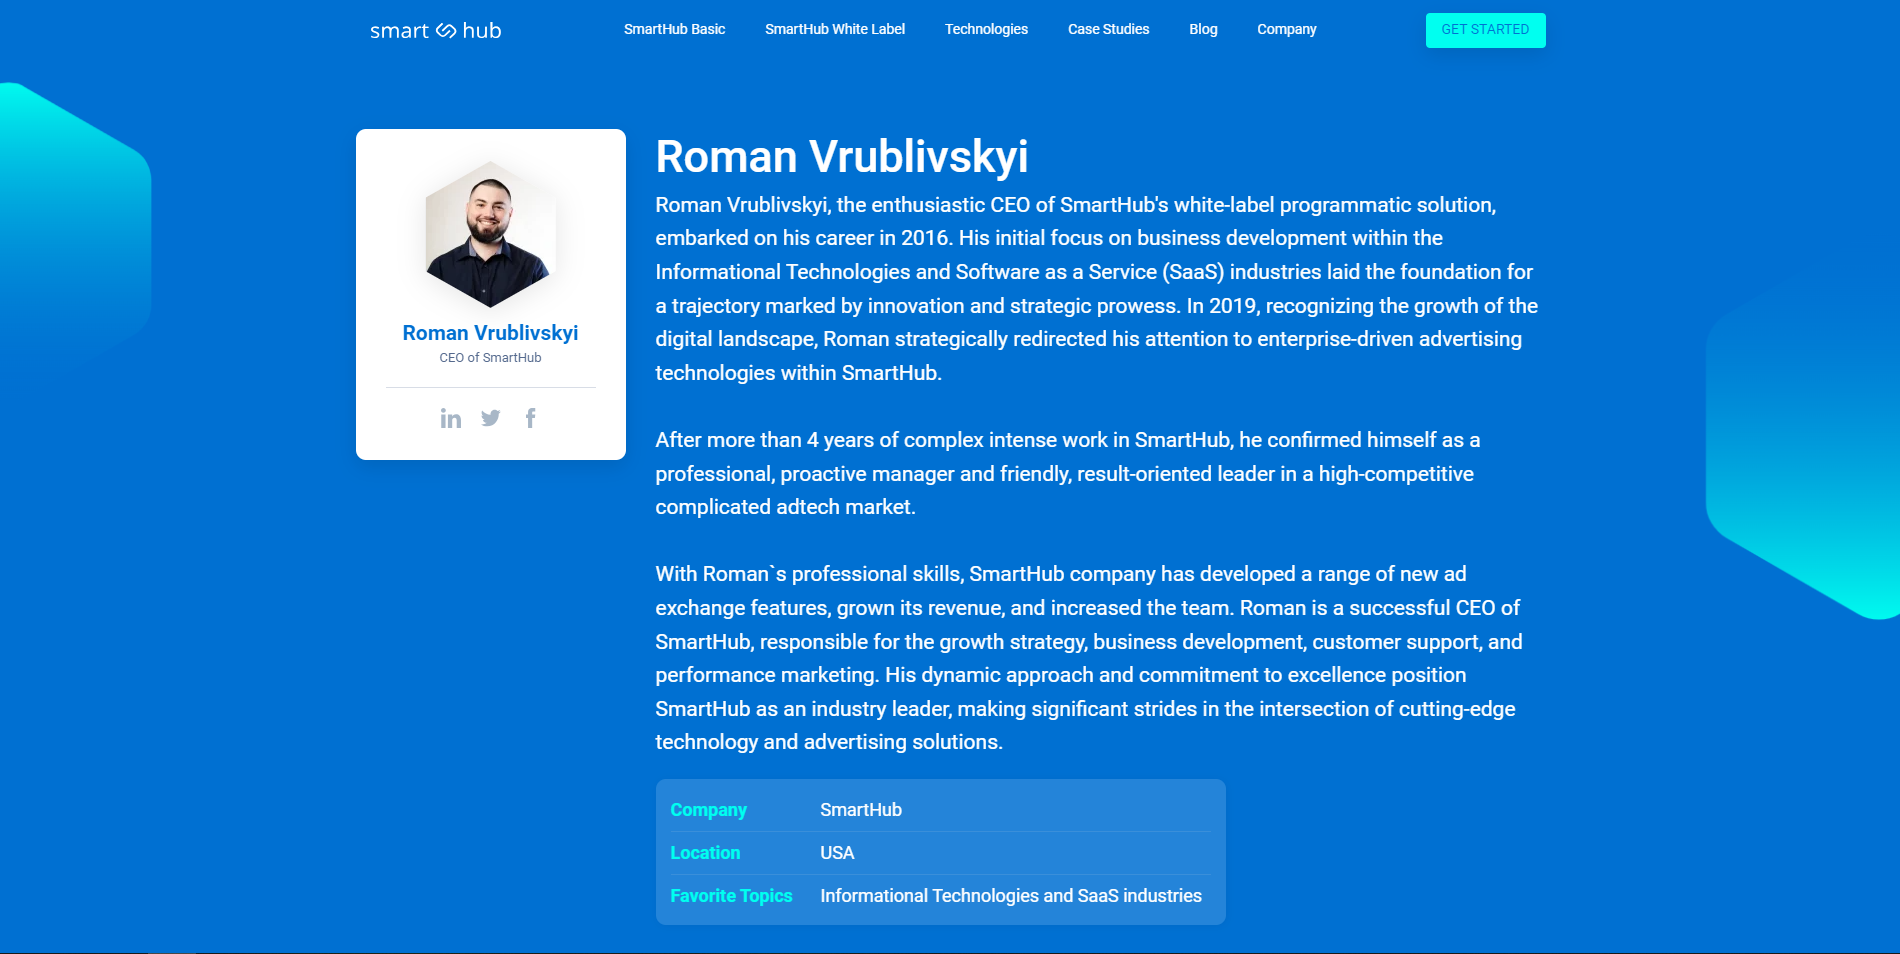 smart hub
SmartHub Basic
SmartHub White Label
Technologies
Case Studies
Blog
Company
GET STARTED
Roman Vrublivskyi
CEO of SmartHub
in
f
Roman Vrublivskyi
Roman Vrublivskyi, the enthusiastic CEO of SmartHub's white-label programmatic solution,
embarked on his career in 2016. His initial focus on business development within the
Informational Technologies and Software as a Service (SaaS) industries laid the foundation for
a trajectory marked by innovation and strategic prowess. In 2019, recognizing the growth of the
digital landscape, Roman strategically redirected his attention to enterprise-driven advertising
technologies within SmartHub.
After more than 4 years of complex intense work in SmartHub, he confirmed himself as a
professional, proactive manager and friendly, result-oriented leader in a high-competitive
complicated adtech market.
With Roman`s professional skills, SmartHub company has developed a range of new ad
exchange features, grown its revenue, and increased the team. Roman is a successful CEO of
SmartHub, responsible for the growth strategy, business development, customer support, and
performance marketing. His dynamic approach and commitment to excellence position
SmartHub as an industry leader, making significant strides in the intersection of cutting-edge
technology and advertising solutions.
Company SmartHub
Location USA
Favorite Topics Informational Technologies and SaaS industries